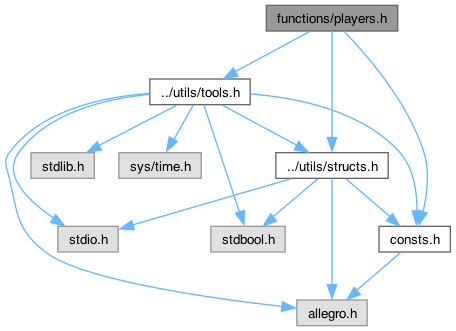 functions/players.h
../utils/tools.h
stdlib.h
sys/time.h
../utils/structs.h
stdio.h
stdbool.h
consts.h
allegro.h